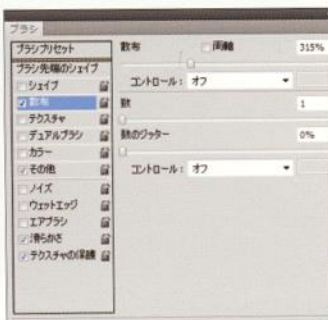 ブラシ
ブラシプリセット
ブラシ先端のシェイプ
シェイプ
散布
テクスチャ
デュアルブラシ
カラー
その他
ノイズ
ウェットエッジ
エアブラシ
滑らかさ
テクスチャの保護
散布 両軸 315%
コントロール： オフ
数 1
数のジッター 0%
コントロール： オフ